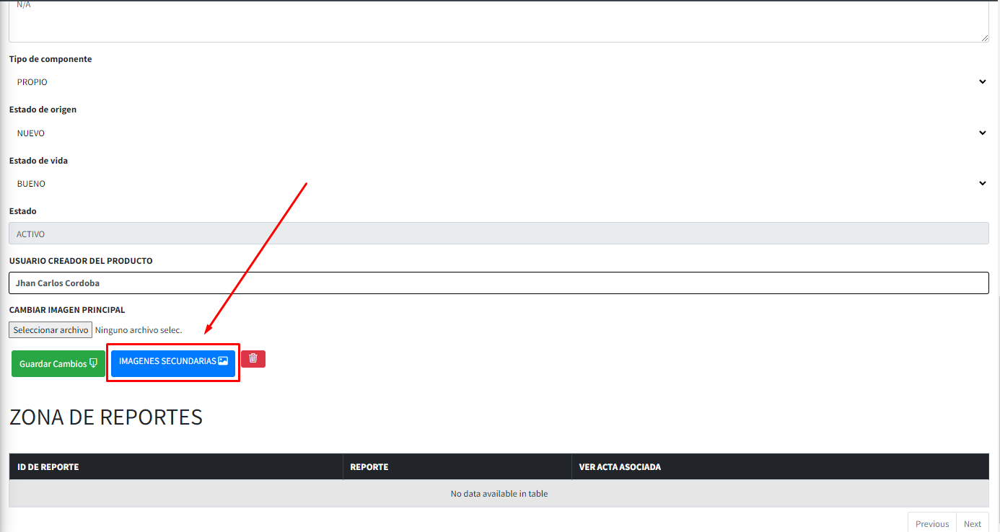 N/A
Tipo de componente
PROPIO
Estado de origen
NUEVO
Estado de vida
BUENO
Estado
ACTIVO
USUARIO CREADOR DEL PRODUCTO
Jhan Carlos Cordoba
CAMBIAR IMAGEN PRINCIPAL
Seleccionar archivo Ninguno archivo selec.
Guardar Cambios IMAGENES SECUNDARIAS
ZONA DE REPORTES
ID DE REPORTE REPORTE VER ACTA ASOCIADA
No data available in table
Previous Next